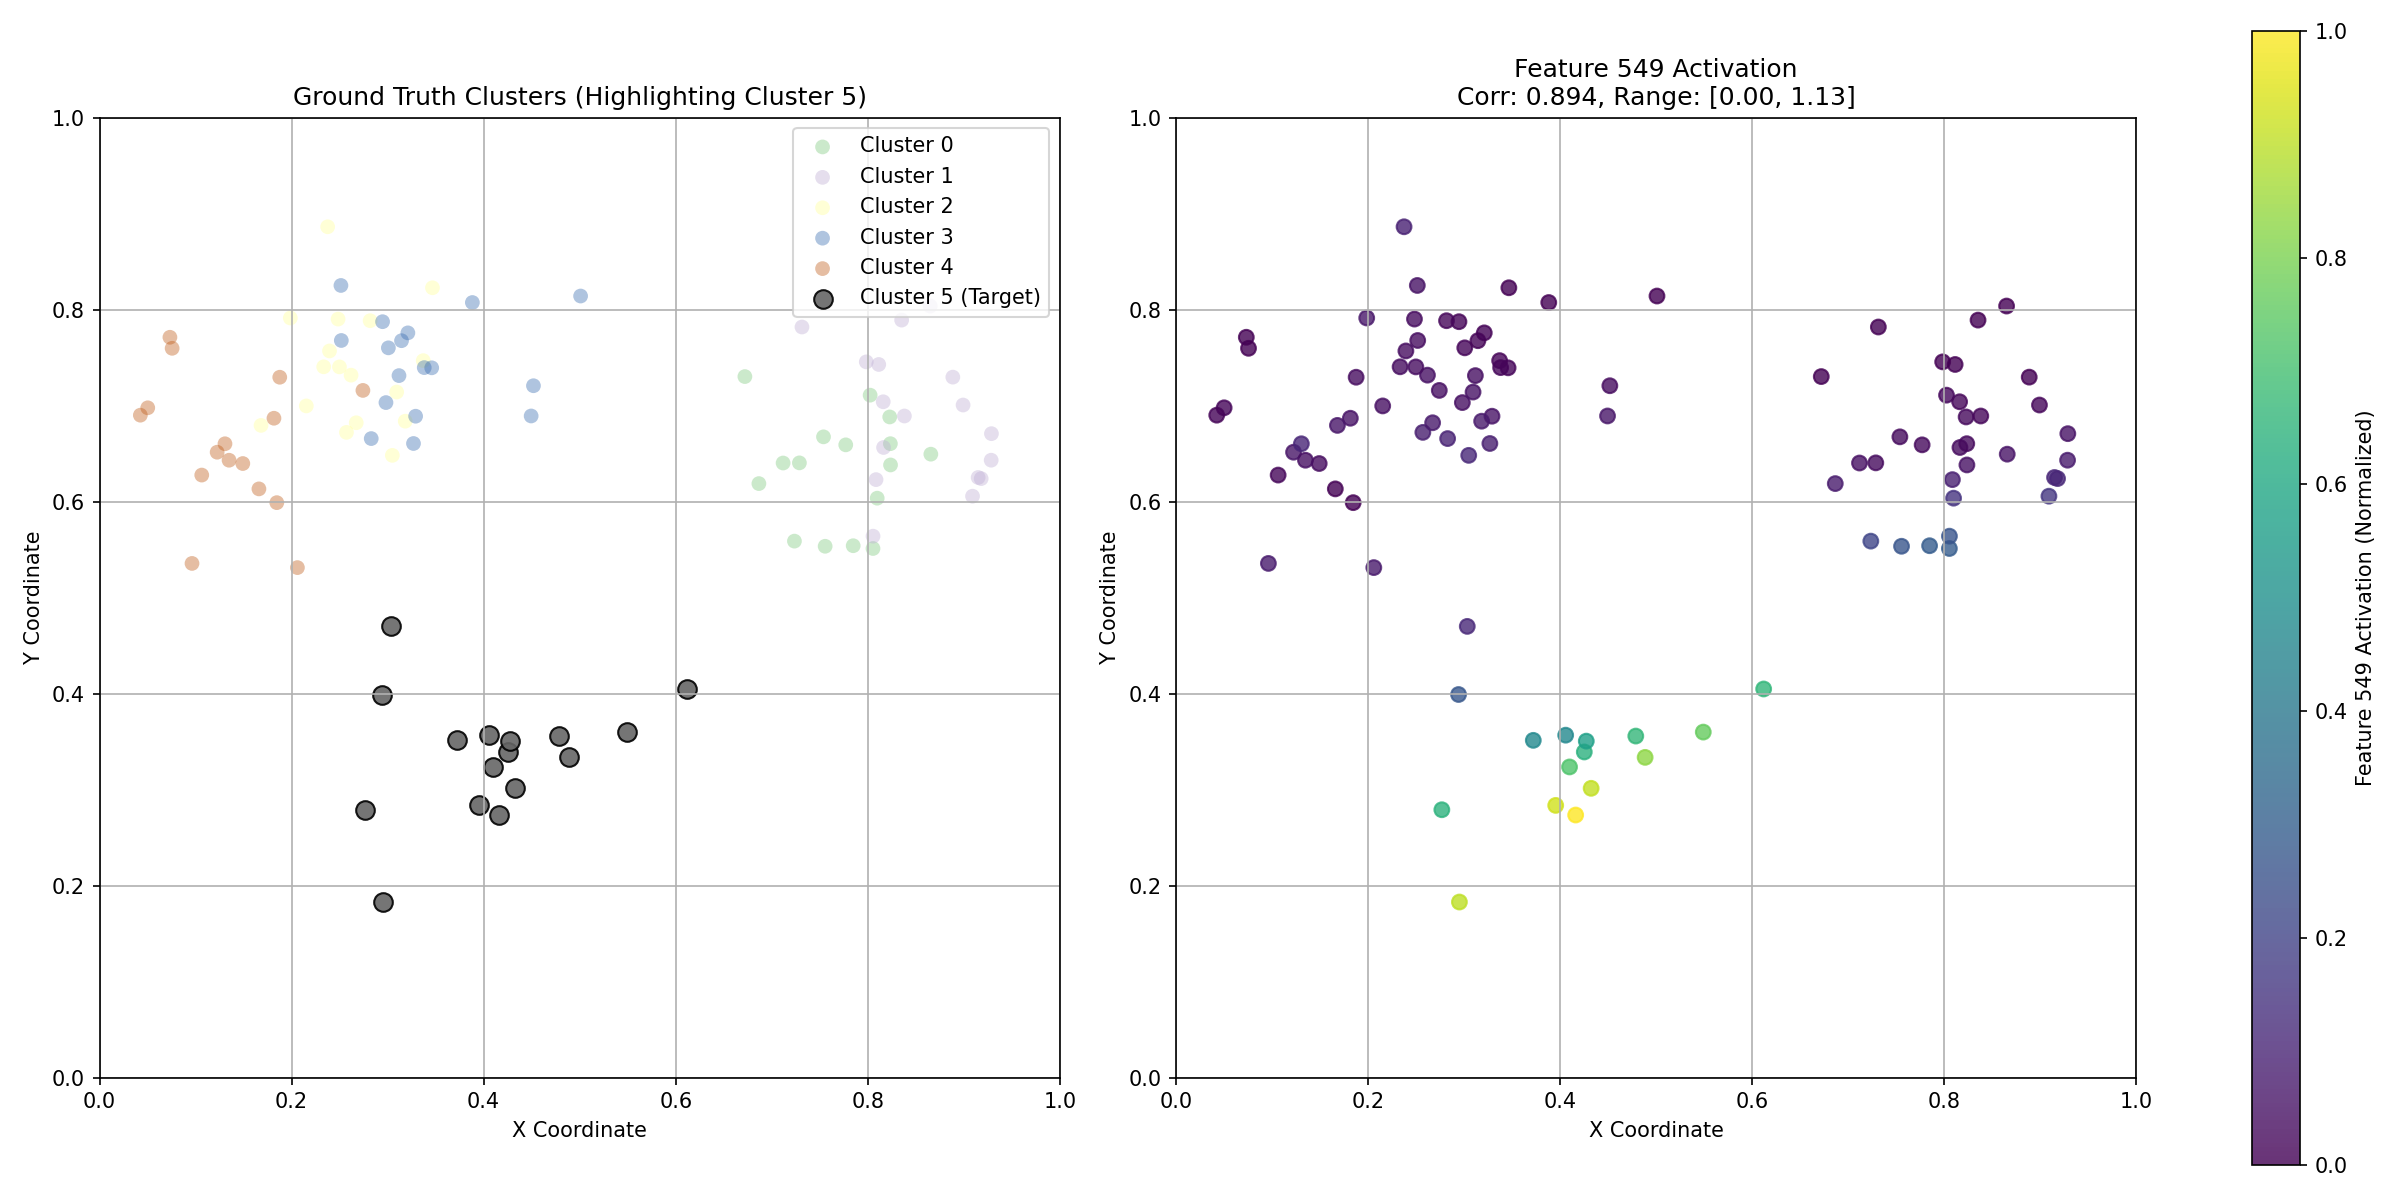 Ground Truth Clusters (Highlighting Cluster 5)
1.0
0.8
0.6
0.4
0.2
0.0
Y Coordinate
0.0 0.2 0.4 0.6 0.8 1.0
X Coordinate
Cluster 0
Cluster 1
Cluster 2
Cluster 3
Cluster 4
Cluster 5 (Target)
Feature 549 Activation
Corr: 0.894, Range: [0.00, 1.13]
1.0
0.8
0.6
0.4
0.2
0.0
Y Coordinate
0.0 0.2 0.4 0.6 0.8 1.0
X Coordinate
1.0
0.8
0.6
0.4
0.2
0.0
Feature 549 Activation (Normalized)